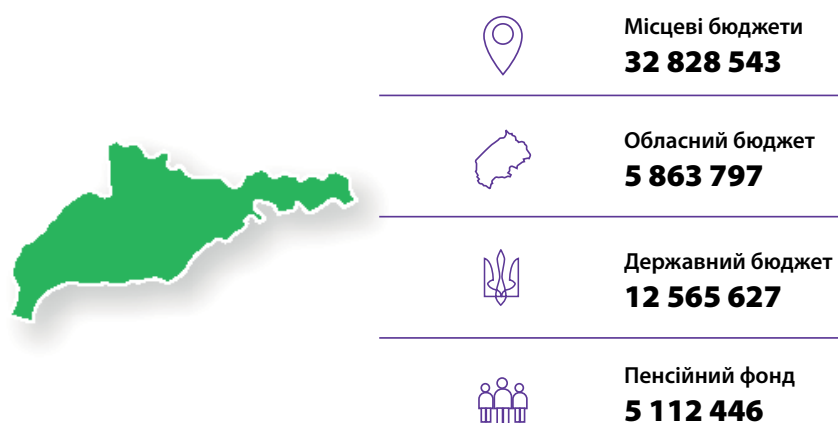 Місцеві бюджети
32 828 543
Обласний бюджет
5 863 797
Державний бюджет
12 565 627
Пенсійний фонд
5 112 446